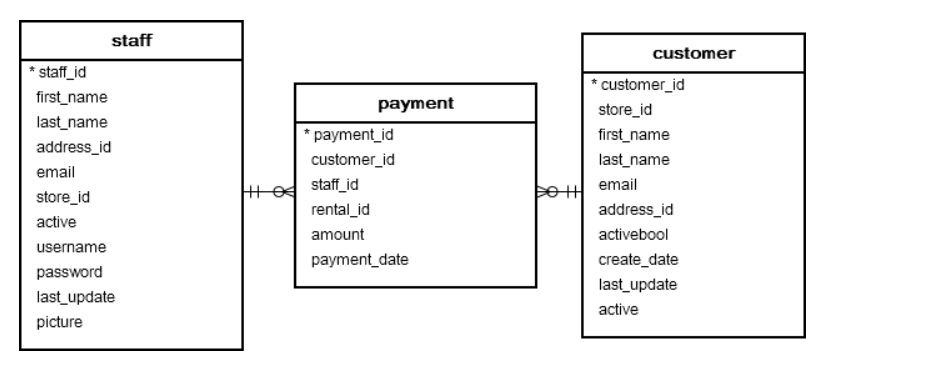 staff
* staff_id
first_name
last_name
address_id
email
store_id
active
username
password
last_update
picture
payment
* payment_id
customer_id
staff_id
rental_id
amount
payment_date
customer
* customer_id
store_id
first_name
last_name
email
address_id
activebool
create_date
last_update
active